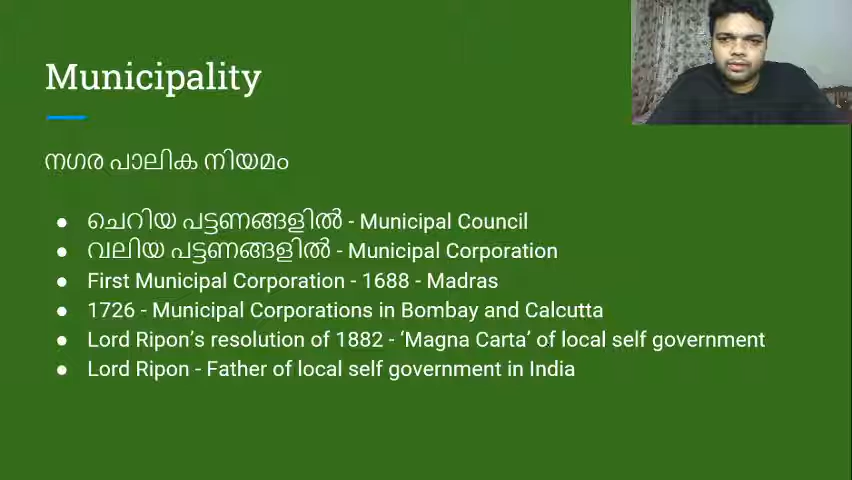 Municipality
നഗര പാലിക നിയമം
● ചെറിയ പട്ടണങ്ങളിൽ - Municipal Council
● വലിയ പട്ടണങ്ങളിൽ - Municipal Corporation
● First Municipal Corporation - 1688 - Madras
● 1726 - Municipal Corporations in Bombay and Calcutta
● Lord Ripon’s resolution of 1882 - ‘Magna Carta’ of local self government
● Lord Ripon - Father of local self government in India